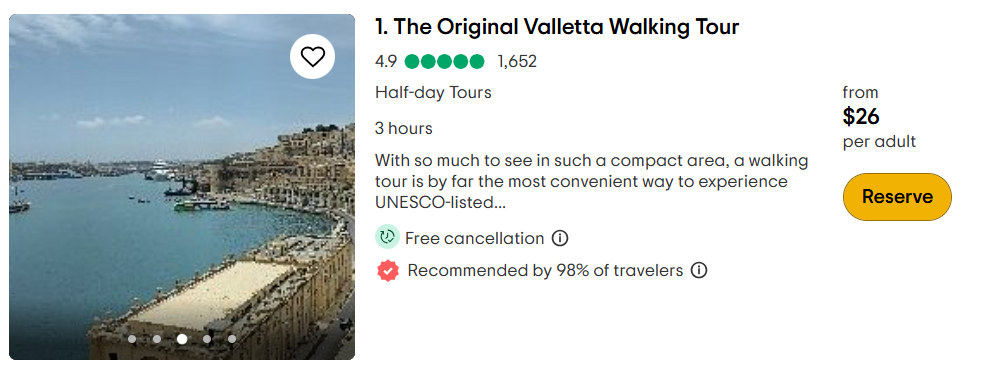 1. The Original Valletta Walking Tour
4.9 1,652
Half-day Tours
3 hours
With so much to see in such a compact area, a walking
tour is by far the most convenient way to experience
UNESCO-listed...
Free cancellation
Recommended by 98% of travelers
from
$26
per adult
Reserve